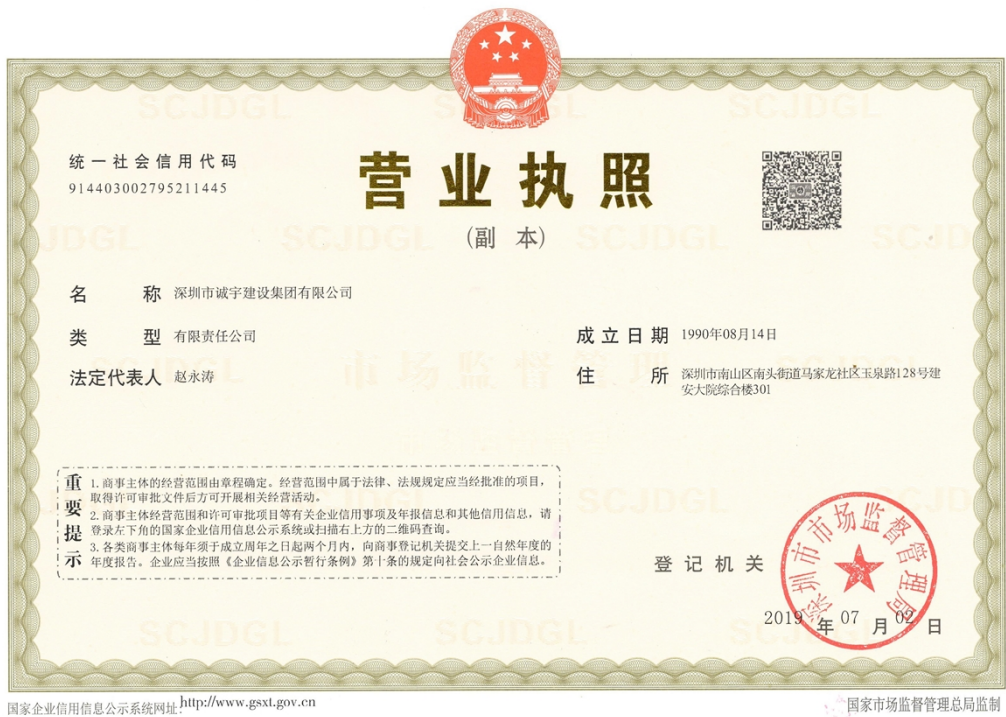 统一社会信用代码
914403002795211445
营业执照
(副 本)
名 称 深圳市诚宇建设集团有限公司
类 型 有限责任公司
成立日期 1990年08月14日
法定代表人 赵永涛
住 所 深圳市南山区南头街道马家龙社区玉泉路128号建
安大院综合楼301
重要提示
1. 商事主体的经营范围由章程确定。经营范围中属于法律、法规规定应当经批准的项目,
取得许可审批文件后方可开展相关经营活动。
2. 商事主体经营范围和许可审批项目等有关企业信用事项及年报信息和其他信用信息,请
登录左下角的国家企业信用信息公示系统或扫描右上方的二维码查询。
3. 各类商事主体每年须于成立周年之日起两个月内,向商事登记机关提交上一自然年度的
年度报告。企业应当按照《企业信息公示暂行条例》第十条的规定向社会公示企业信息。
登记机关
深圳市市场监督管理局
2019 年 07 月 02 日
国家企业信用信息公示系统网址:http://www.gsxt.gov.cn
国家市场监督管理总局监制
SCJDGL
市场监督管理